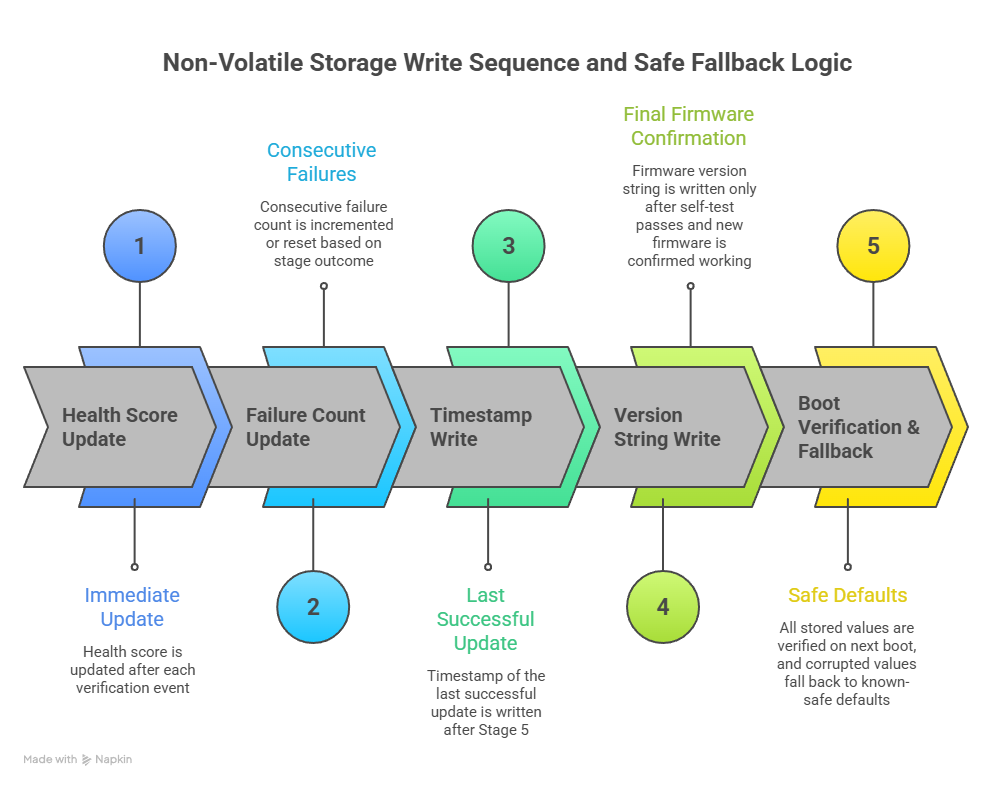 Non-Volatile Storage Write Sequence and Safe Fallback Logic
1
Health Score
Update
Immediate
Update
Health score is
updated after each
verification event
Consecutive
Failures
Consecutive failure
count is incremented
or reset based on
stage outcome
Failure Count
Update
2
3
Timestamp
Write
Last
Successful
Update
Timestamp of the
last successful
update is written
after Stage 5
Final Firmware
Confirmation
Firmware version
string is written only
after self-test
passes and new
firmware is
confirmed working
Version
String Write
4
5
Boot
Verification &
Fallback
Safe Defaults
All stored values are
verified on next boot,
and corrupted values
fall back to known-
safe defaults
Made with Napkin